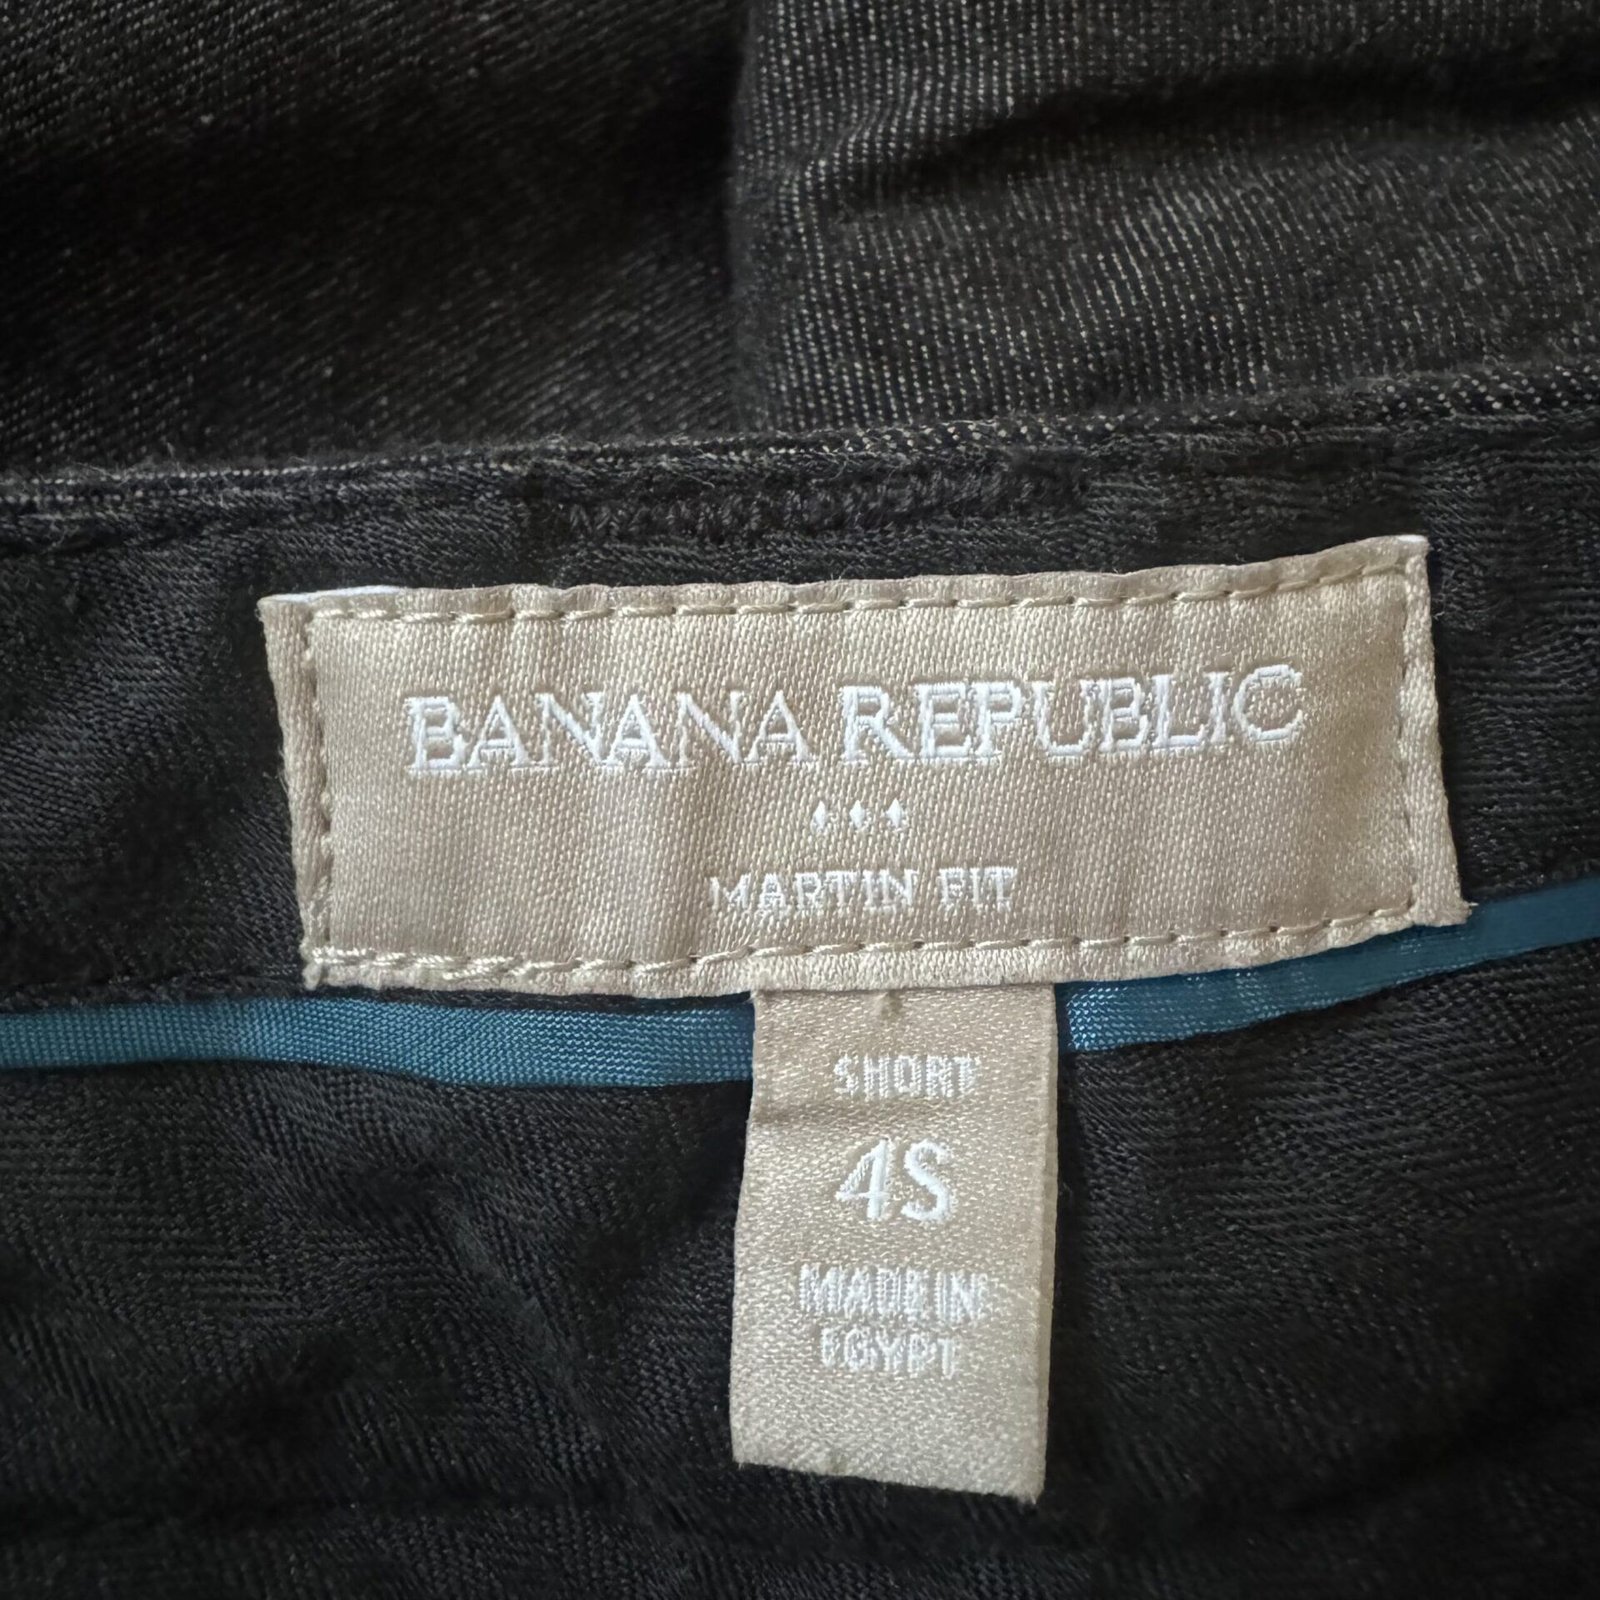 BANANA REPUBLIC
MARTIN FIT
SHORT
4S
MADE IN
EGYPT